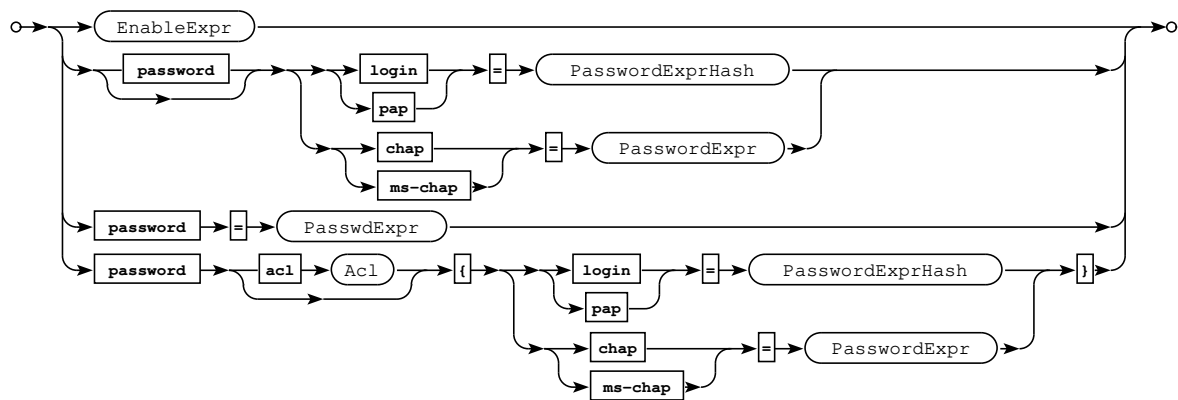 EnableExpr
password login = PasswordExprHash
pap
chap = PasswordExpr
ms-chap
password = PasswdExpr
password acl Acl { login = PasswordExprHash }
pap
chap = PasswordExpr
ms-chap